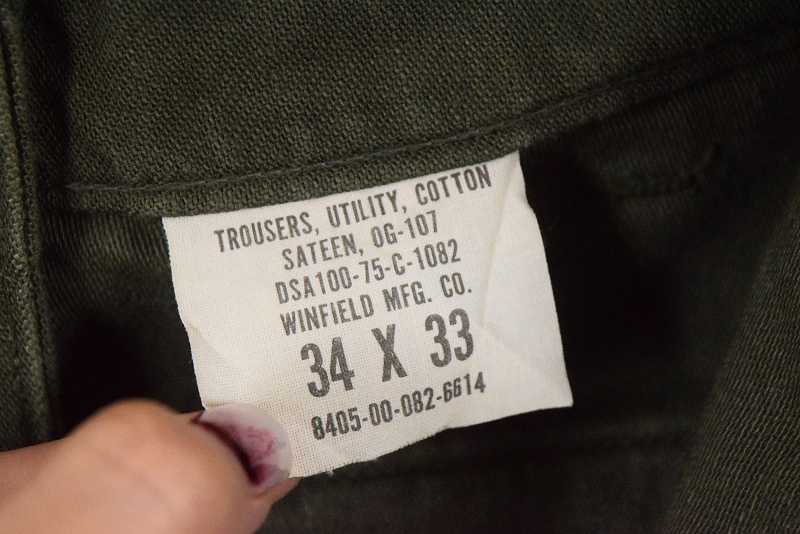 TROUSERS, UTILITY, COTTON
SATEEN, OG-107
DSA100-75-C-1082
WINFIELD MFG. CO.
34 X 33
8405-00-082-6614